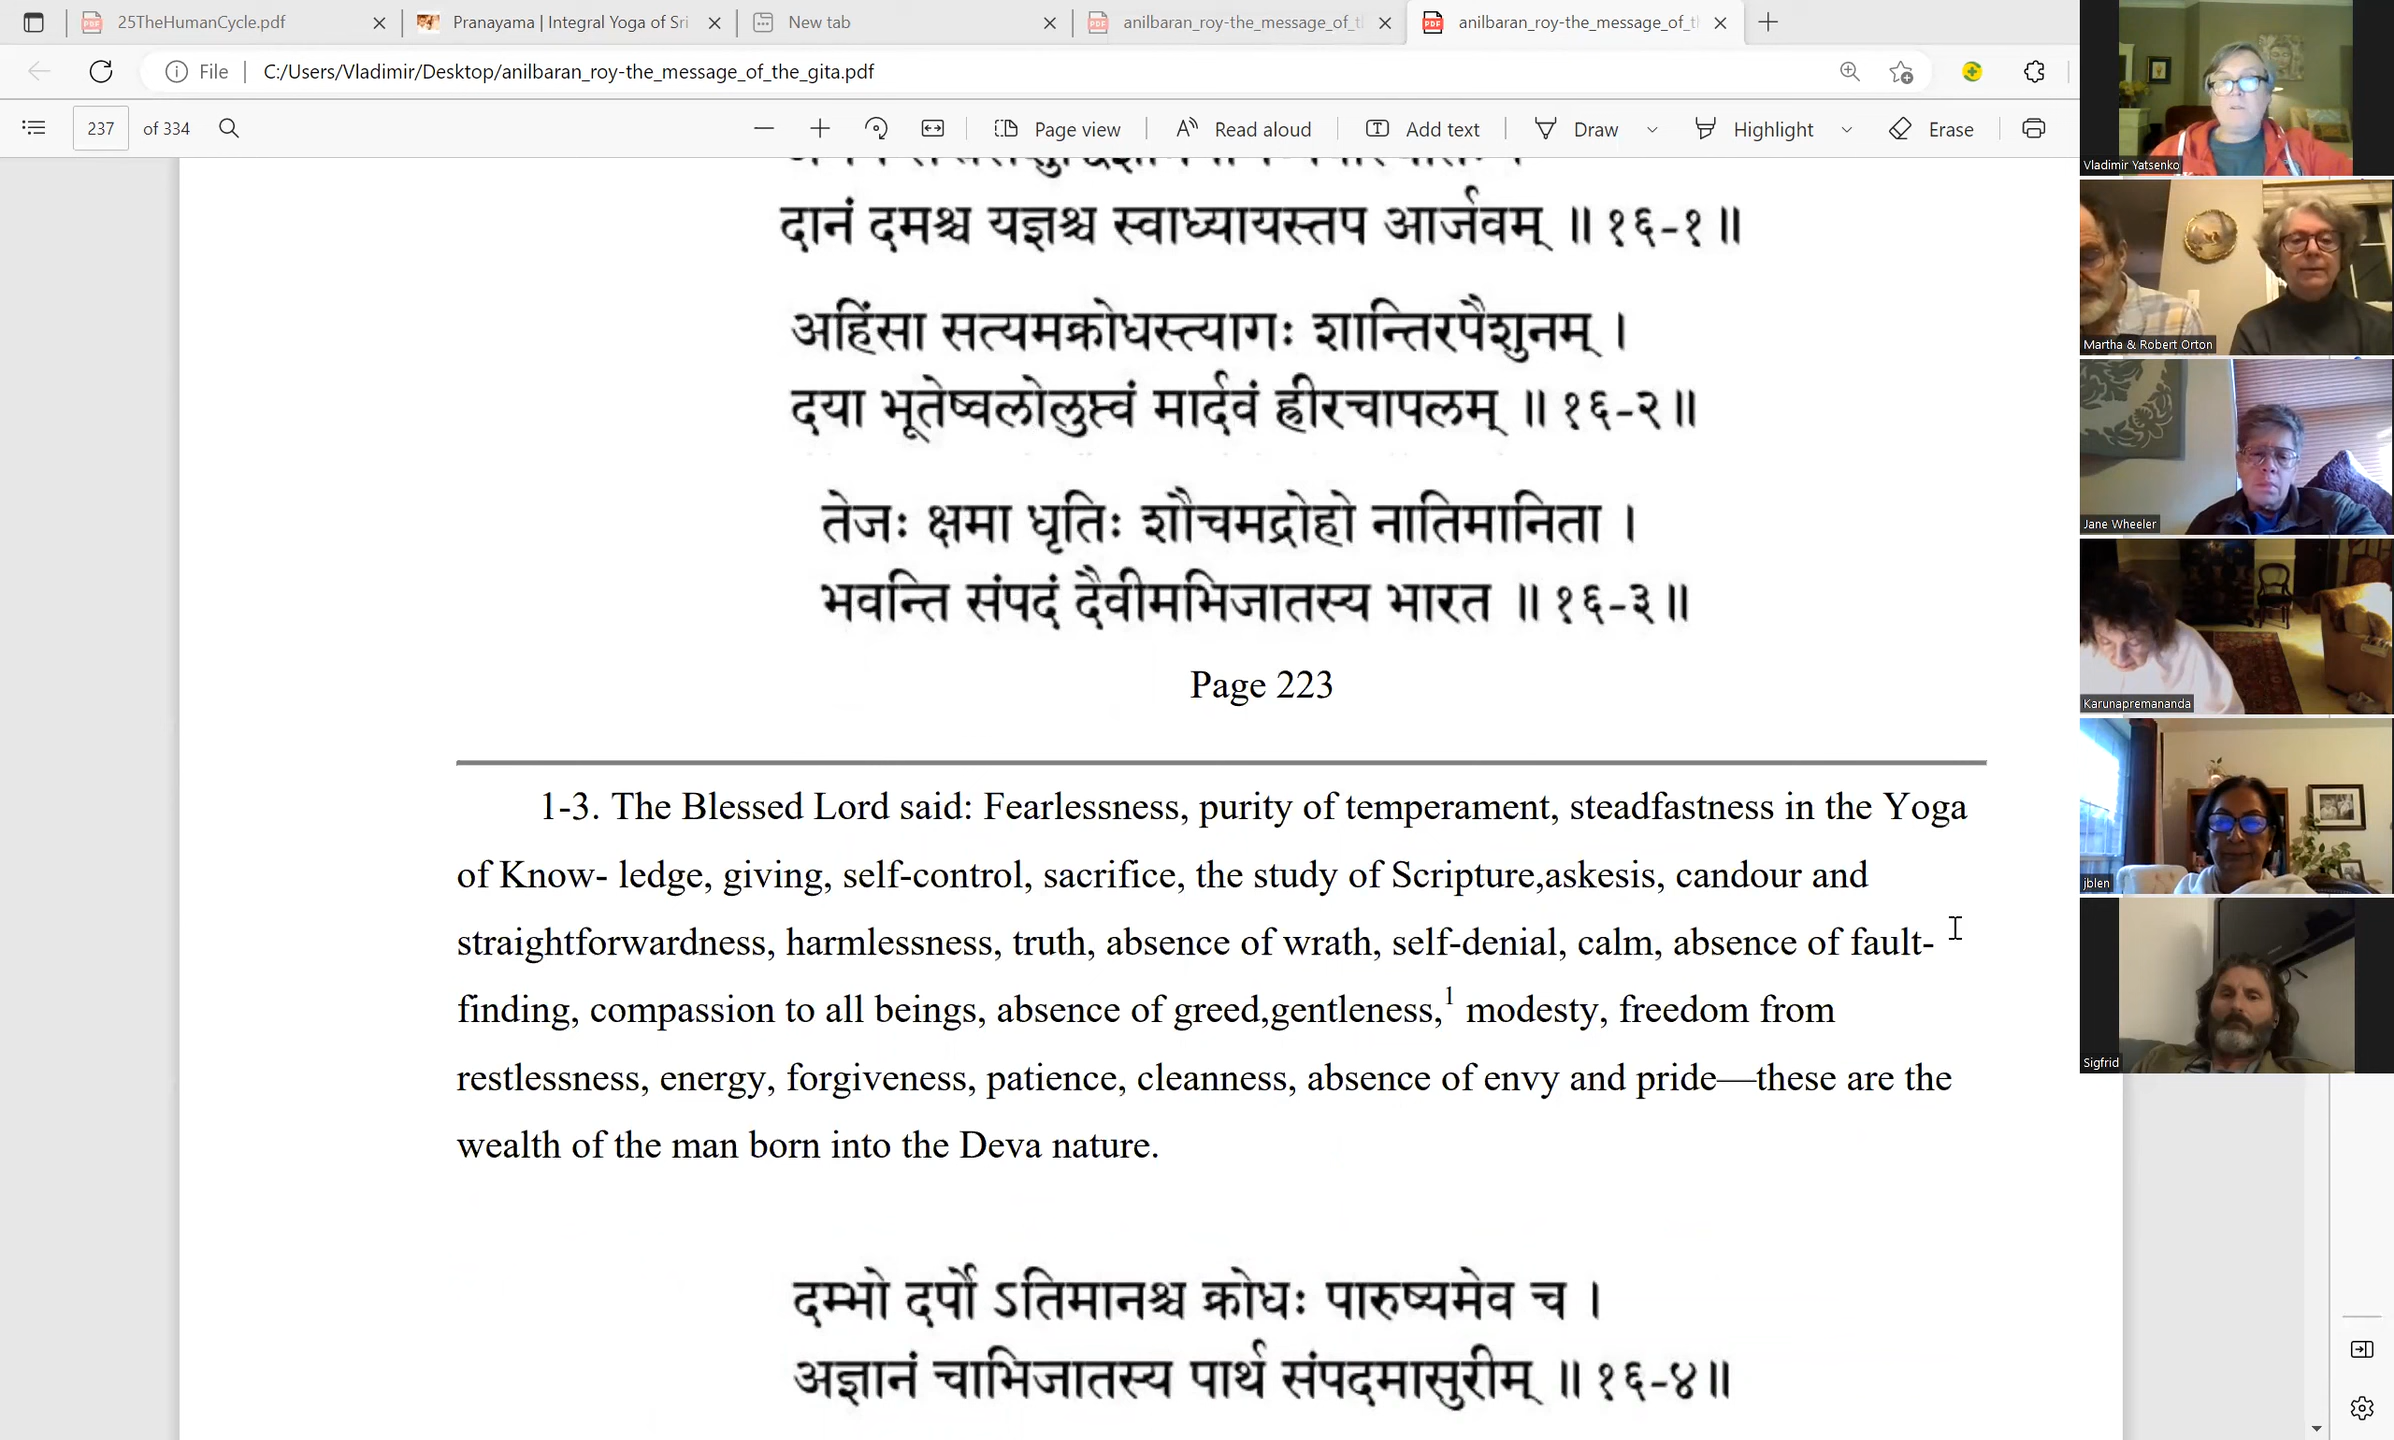 25TheHumanCycle.pdf
Pranayama | Integral Yoga of Sri
New tab
anilbaran_roy-the_message_of_t
anilbaran_roy-the_message_of_t
File
C:/Users/Vladimir/Desktop/anilbaran_roy-the_message_of_the_gita.pdf
237 of 334
Page view
Read aloud
Add text
Draw
Highlight
Erase
दानं दमश्च यज्ञश्च स्वाध्यायस्तप आर्जवम् ॥ १६-१॥
अहिंसा सत्यमक्रोधस्त्यागः शान्तिरपैशुनम् ।
दया भूतेष्वलोलुप्त्वं मार्दवं ह्रीरचापलम् ॥ १६-२॥
तेजः क्षमा धृतिः शौचमद्रोहो नातिमानिता ।
भवन्ति संपदं दैवीमभिजातस्य भारत ॥ १६-३॥
Page 223
1-3. The Blessed Lord said: Fearlessness, purity of temperament, steadfastness in the Yoga
of Know- ledge, giving, self-control, sacrifice, the study of Scripture,askesis, candour and
straightforwardness, harmlessness, truth, absence of wrath, self-denial, calm, absence of fault-
finding, compassion to all beings, absence of greed,gentleness,1 modesty, freedom from
restlessness, energy, forgiveness, patience, cleanness, absence of envy and pride—these are the
wealth of the man born into the Deva nature.
दम्भो दर्पो ऽतिमानश्च क्रोधः पारुष्यमेव च ।
अज्ञानं चाभिजातस्य पार्थ संपदमासुरीम् ॥ १६-४॥
Vladimir Yatsenko
Martha & Robert Orton
Jane Wheeler
Karunapremananda
jblen
Sigfrid